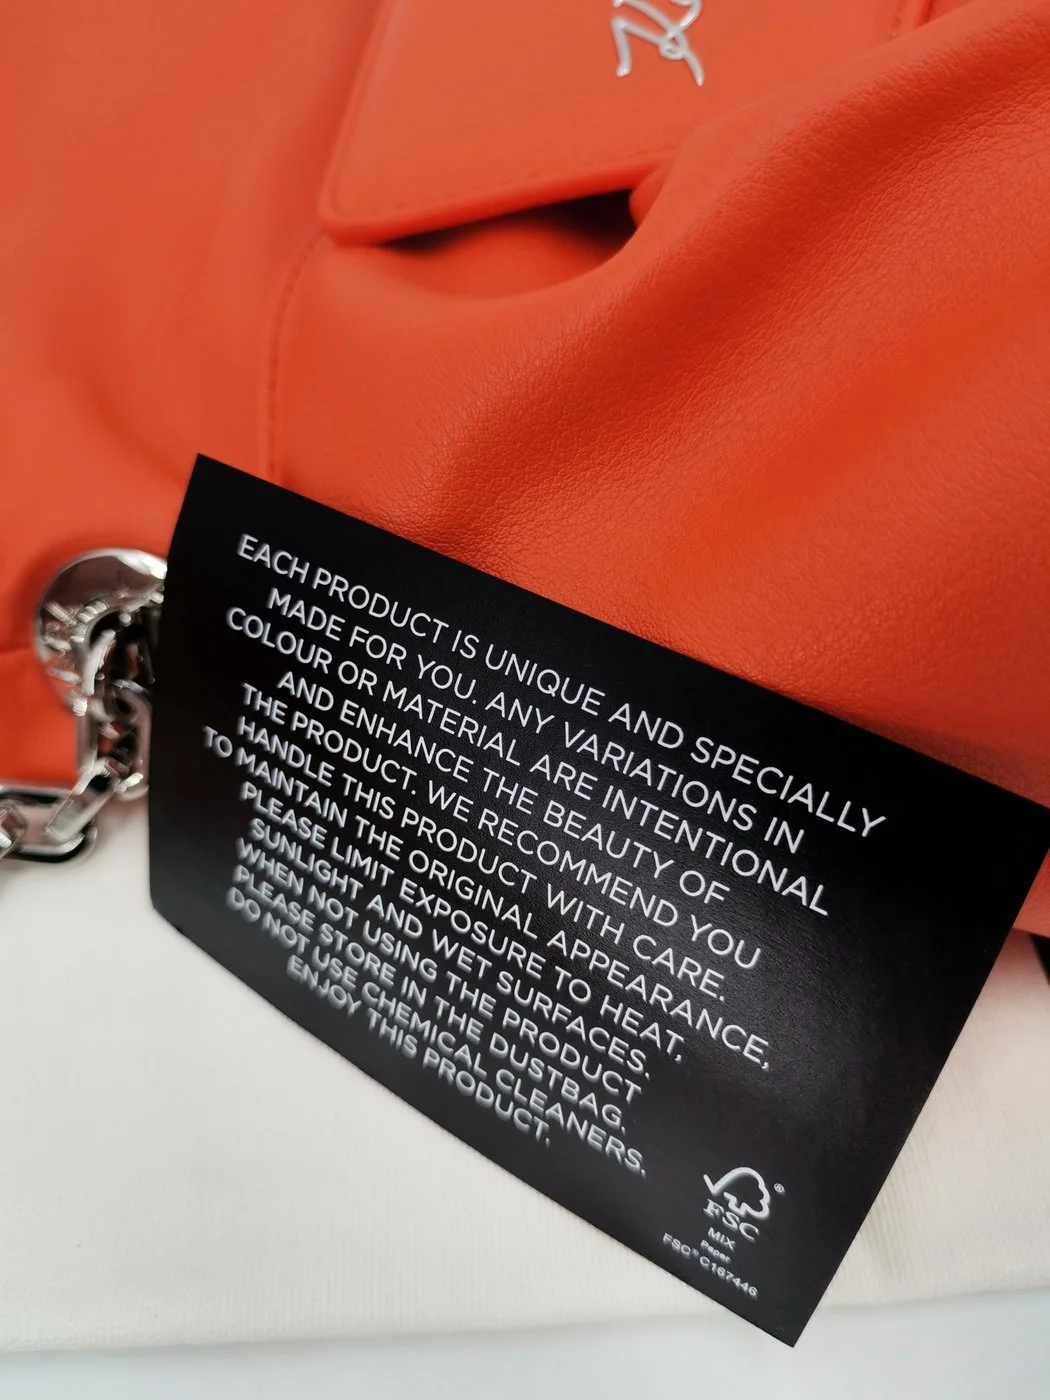 EACH PRODUCT IS UNIQUE AND SPECIALLY
MADE FOR YOU. ANY VARIATIONS IN
COLOUR OR MATERIAL ARE INTENTIONAL
AND ENHANCE THE BEAUTY OF
THE PRODUCT. WE RECOMMEND YOU
HANDLE THIS PRODUCT WITH CARE.
TO MAINTAIN THE ORIGINAL APPEARANCE,
PLEASE LIMIT EXPOSURE TO HEAT,
SUNLIGHT AND WET SURFACES.
WHEN NOT USING THE PRODUCT
PLEASE STORE IN THE DUSTBAG.
DO NOT USE CHEMICAL CLEANERS.
ENJOY THIS PRODUCT.
FSC®
MIX
Paper
FSC® C167446